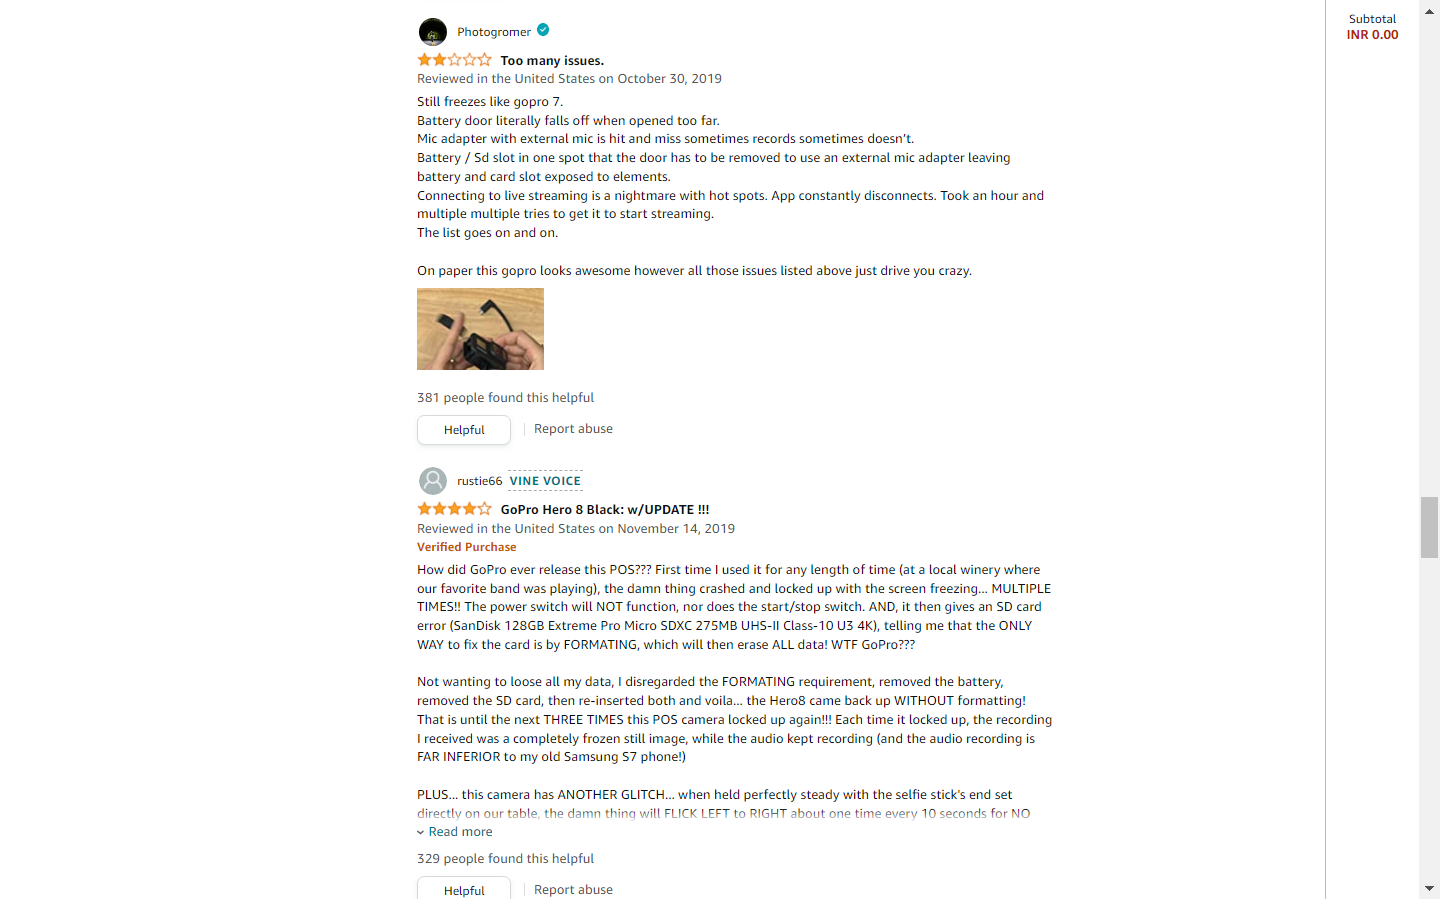 Photogromer
Too many issues.
Reviewed in the United States on October 30, 2019
Still freezes like gopro 7.
Battery door literally falls off when opened too far.
Mic adapter with external mic is hit and miss sometimes records sometimes doesn't.
Battery / Sd slot in one spot that the door has to be removed to use an external mic adapter leaving
battery and card slot exposed to elements.
Connecting to live streaming is a nightmare with hot spots. App constantly disconnects. Took an hour and
multiple multiple tries to get it to start streaming.
The list goes on and on.
On paper this gopro looks awesome however all those issues listed above just drive you crazy.
381 people found this helpful
Helpful
Report abuse
rustie66 VINE VOICE
GoPro Hero 8 Black: w/UPDATE !!!
Reviewed in the United States on November 14, 2019
Verified Purchase
How did GoPro ever release this POS??? First time I used it for any length of time (at a local winery where
our favorite band was playing), the damn thing crashed and locked up with the screen freezing... MULTIPLE
TIMES!! The power switch will NOT function, nor does the start/stop switch. AND, it then gives an SD card
error (SanDisk 128GB Extreme Pro Micro SDXC 275MB UHS-II Class-10 U3 4K), telling me that the ONLY
WAY to fix the card is by FORMATING, which will then erase ALL data! WTF GoPro???
Not wanting to loose all my data, I disregarded the FORMATING requirement, removed the battery,
removed the SD card, then re-inserted both and voila... the Hero8 came back up WITHOUT formatting!
That is until the next THREE TIMES this POS camera locked up again!!! Each time it locked up, the recording
I received was a completely frozen still image, while the audio kept recording (and the audio recording is
FAR INFERIOR to my old Samsung S7 phone!)
PLUS... this camera has ANOTHER GLITCH... when held perfectly steady with the selfie stick's end set
directly on our table, the damn thing will FLICK LEFT to RIGHT about one time every 10 seconds for NO
Read more
329 people found this helpful
Helpful
Report abuse
Subtotal
INR 0.00